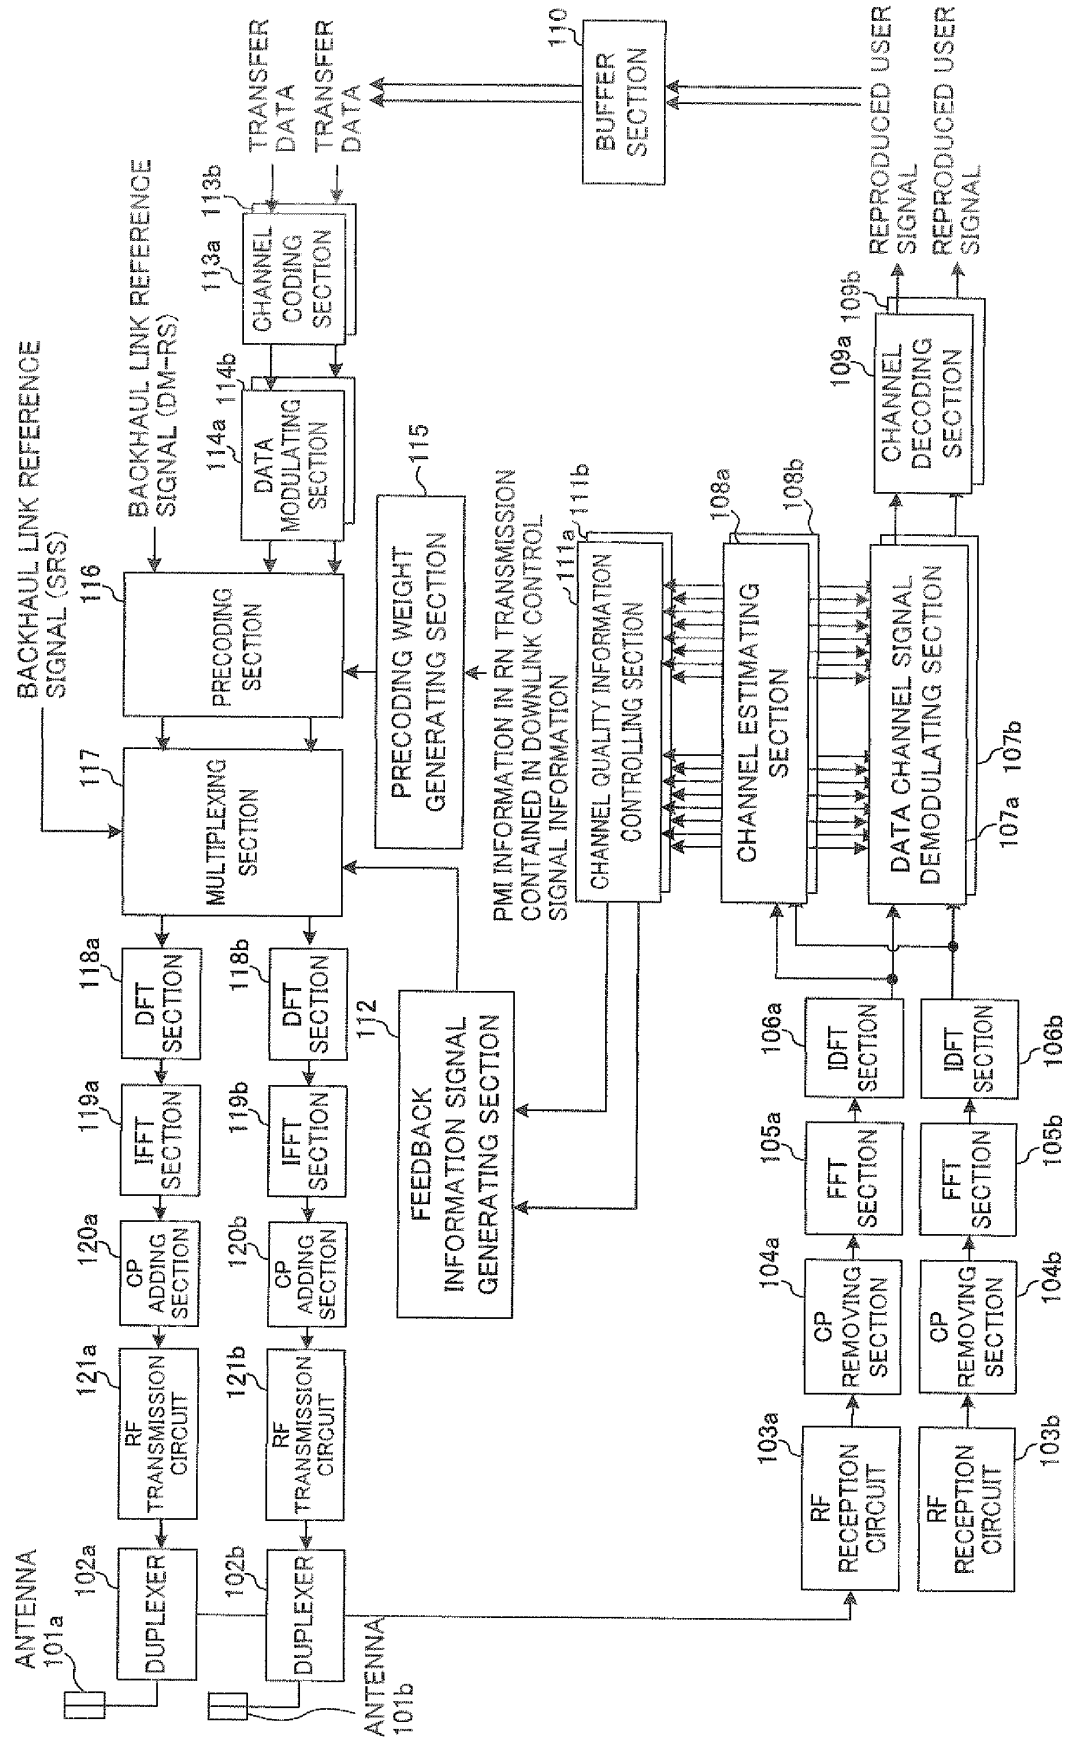 ANTENNA
101a
102a
DUPLEXER
121a
RF
TRANSMISSION
CIRCUIT
120a
CP
ADDING
SECTION
119a
IFFT
SECTION
118a
DFT
SECTION
117
MULTIPLEXING
SECTION
116
PRECODING
SECTION
BACKHAUL LINK REFERENCE
SIGNAL (SRS)
BACKHAUL LINK REFERENCE
SIGNAL (DM-RS)
114a
114b
DATA
MODULATING
SECTION
113a
113b
CHANNEL
CODING
SECTION
TRANSFER
DATA
TRANSFER
DATA
ANTENNA
101b
102b
DUPLEXER
121b
RF
TRANSMISSION
CIRCUIT
120b
CP
ADDING
SECTION
119b
IFFT
SECTION
118b
DFT
SECTION
115
PRECODING WEIGHT
GENERATING SECTION
PMI INFORMATION IN RN TRANSMISSION
CONTAINED IN DOWNLINK CONTROL
SIGNAL INFORMATION
112
FEEDBACK
INFORMATION SIGNAL
GENERATING SECTION
111a
111b
CHANNEL QUALITY INFORMATION
CONTROLLING SECTION
110
BUFFER
SECTION
108a
108b
CHANNEL ESTIMATING
SECTION
103a
RF
RECEPTION
CIRCUIT
104a
CP
REMOVING
SECTION
105a
FFT
SECTION
106a
IDFT
SECTION
107a
107b
DATA CHANNEL SIGNAL
DEMODULATING SECTION
109a
109b
CHANNEL
DECODING
SECTION
REPRODUCED USER
SIGNAL
REPRODUCED USER
SIGNAL
103b
RF
RECEPTION
CIRCUIT
104b
CP
REMOVING
SECTION
105b
FFT
SECTION
106b
IDFT
SECTION